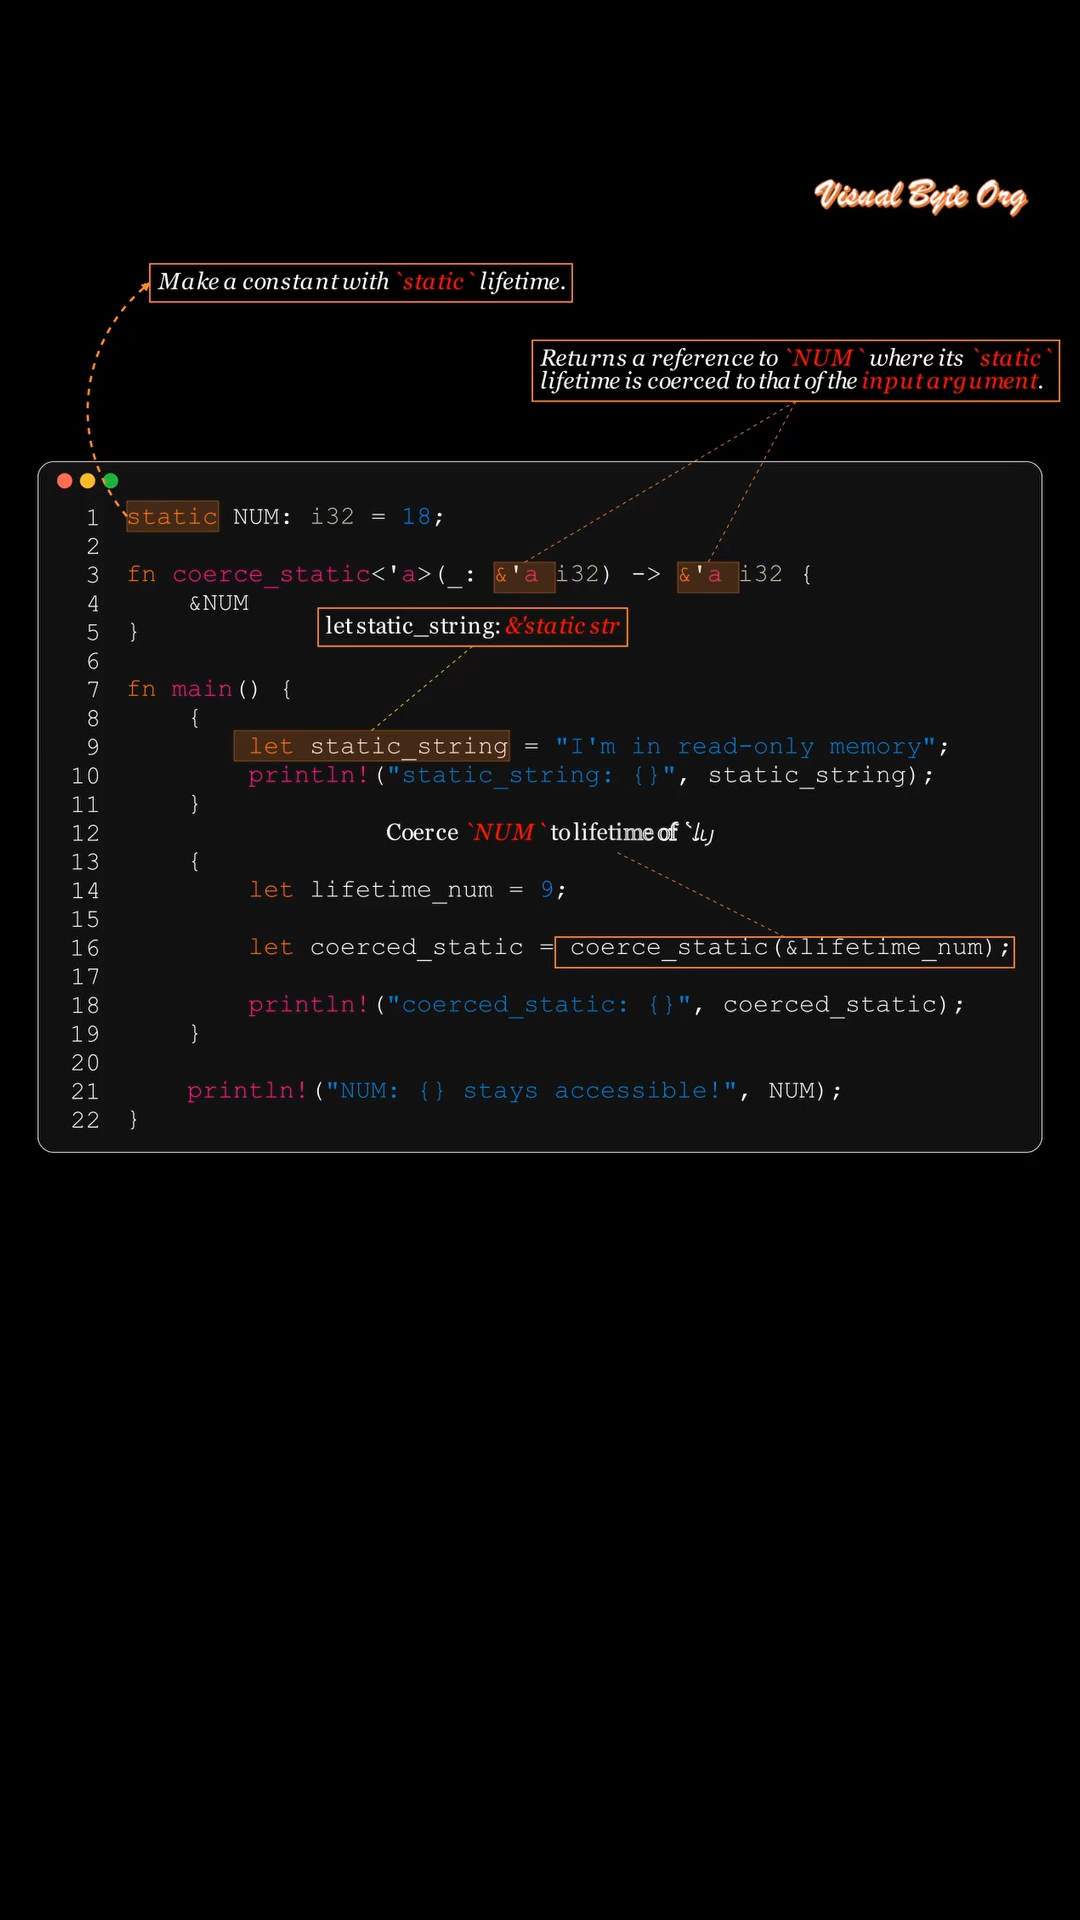 Visual Byte Org
Make a constant with `static` lifetime.
Returns a reference to `NUM` where its `static`
lifetime is coerced to that of the input argument.
1 static NUM: i32 = 18;
2
3 fn coerce_static<'a>(_: &'a i32) -> &'a i32 {
4 &NUM
let static_string: &'static str
5 }
6
7 fn main() {
8 {
9 let static_string = "I'm in read-only memory";
10 println!("static_string: {}", static_string);
11 }
12 Coerce `NUM` to lifetime of
13 {
14 let lifetime_num = 9;
15
16 let coerced_static = coerce_static(&lifetime_num);
17
18 println!("coerced_static: {}", coerced_static);
19 }
20
21 println!("NUM: {} stays accessible!", NUM);
22 }